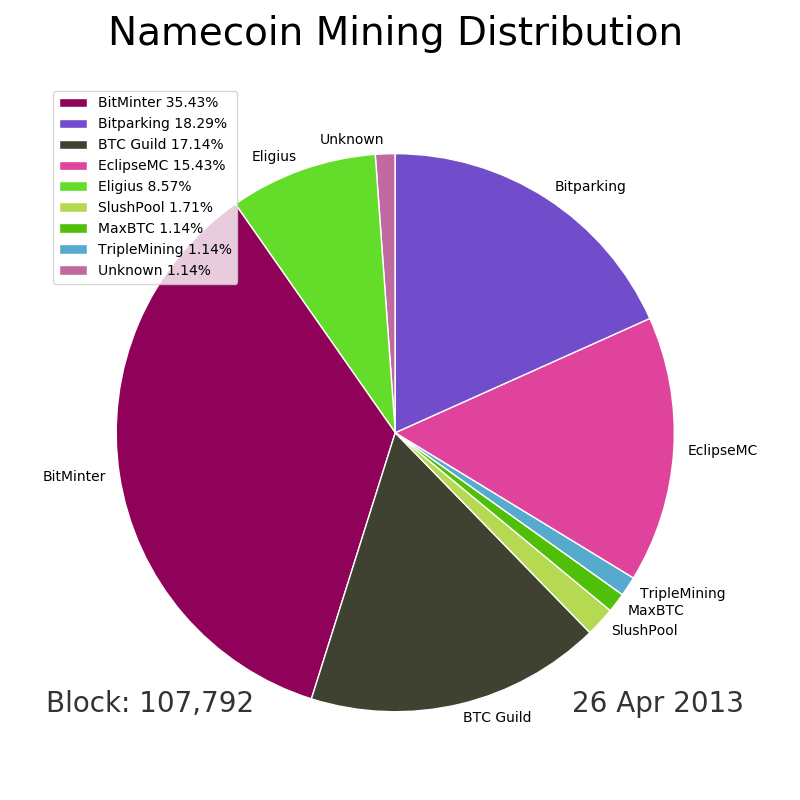 Namecoin Mining Distribution
BitMinter 35.43%
Bitparking 18.29%
BTC Guild 17.14%
EclipseMC 15.43%
Eligius 8.57%
SlushPool 1.71%
MaxBTC 1.14%
TripleMining 1.14%
Unknown 1.14%
Unknown
Eligius
Bitparking
EclipseMC
BitMinter
TripleMining
MaxBTC
SlushPool
BTC Guild
Block: 107,792
26 Apr 2013